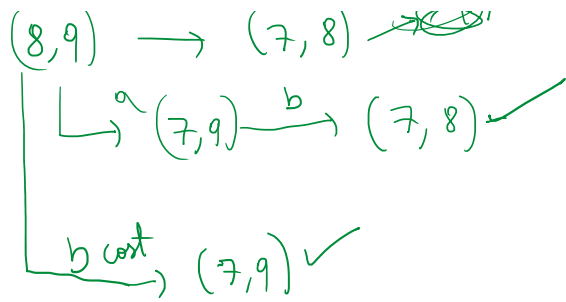 (8,9) → (7,8) →
a (7,9) b → (7,8) ✓
b cost → (7,9) ✓